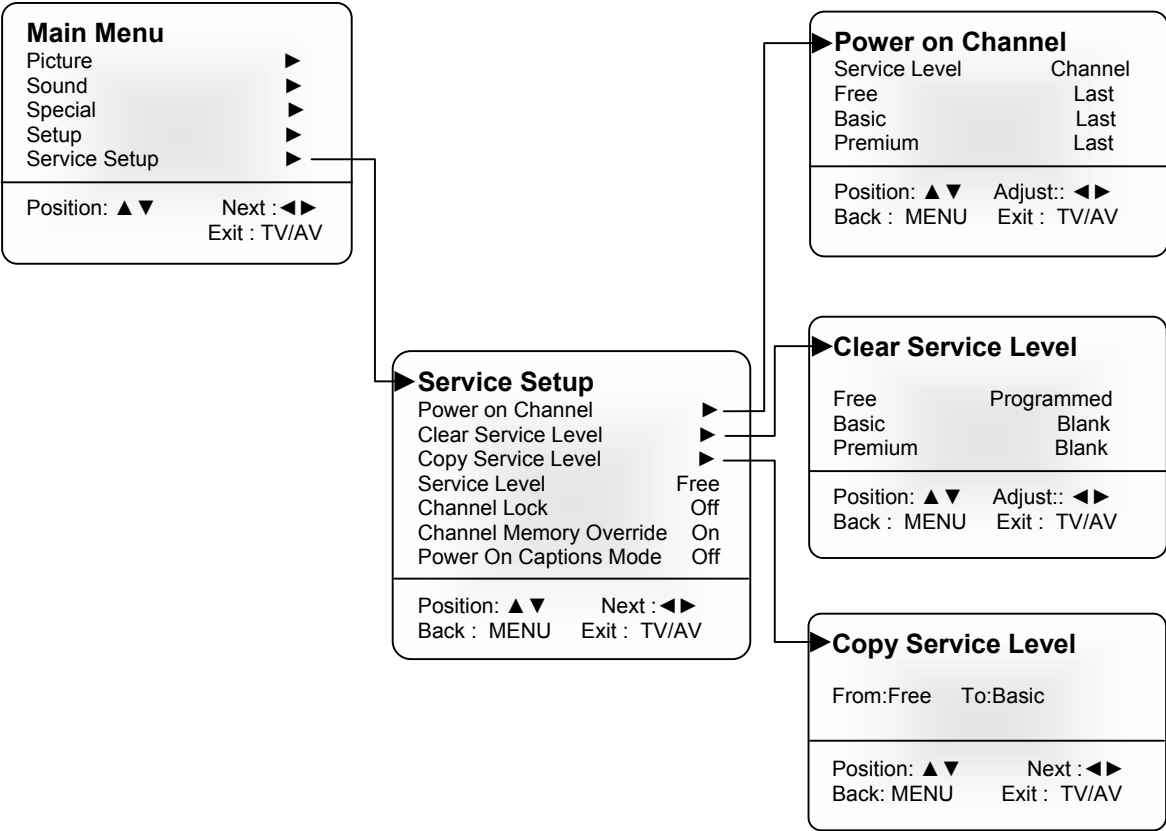 Main Menu
Picture ►
Sound ►
Special ►
Setup ►
Service Setup ►
Position: ▲▼ Next :◄►
Exit : TV/AV
Service Setup
Power on Channel ►
Clear Service Level ►
Copy Service Level ►
Service Level Free
Channel Lock Off
Channel Memory Override On
Power On Captions Mode Off
Position: ▲▼ Next :◄►
Back : MENU Exit : TV/AV
Power on Channel
Service Level Channel
Free Last
Basic Last
Premium Last
Position: ▲▼ Adjust:: ◄►
Back : MENU Exit : TV/AV
Clear Service Level
Free Programmed
Basic Blank
Premium Blank
Position: ▲▼ Adjust:: ◄►
Back : MENU Exit : TV/AV
Copy Service Level
From:Free To:Basic
Position: ▲▼ Next :◄►
Back: MENU Exit : TV/AV